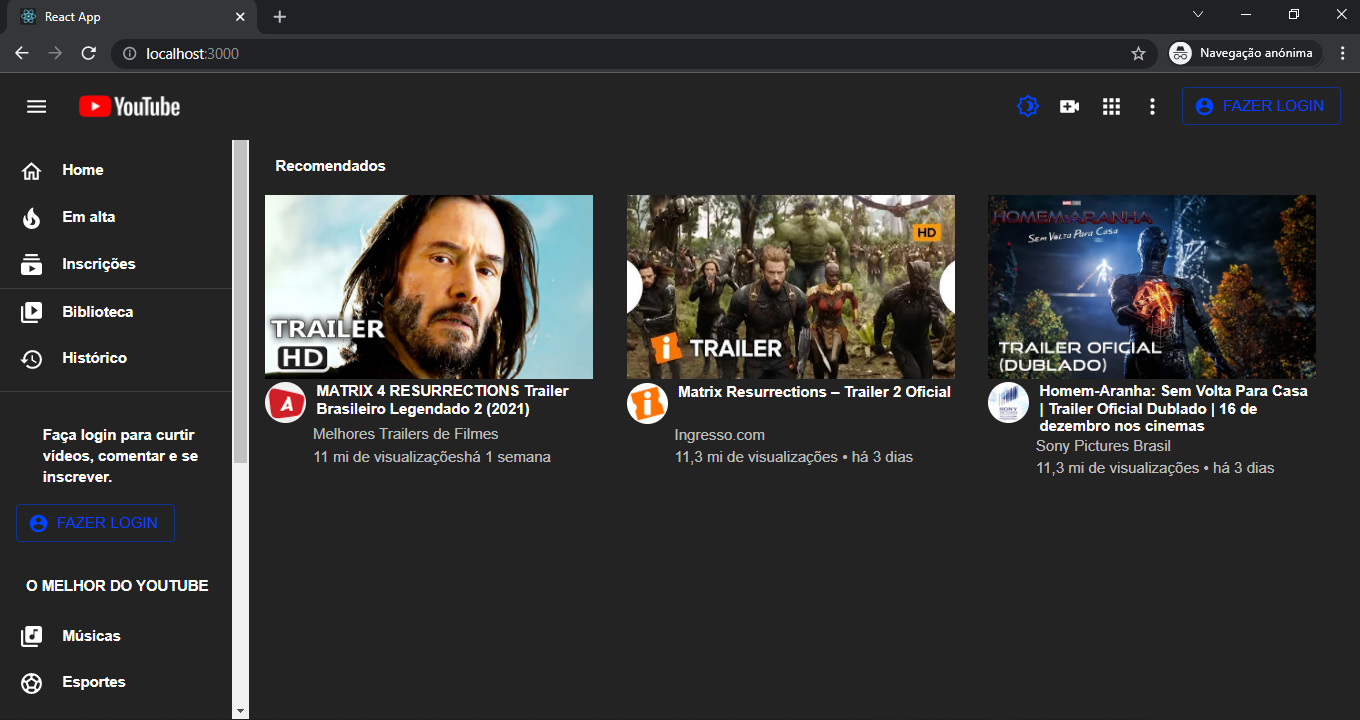 React App
localhost:3000
Navegação anónima
YouTube
FAZER LOGIN
Home
Em alta
Inscrições
Biblioteca
Histórico
Faça login para curtir
vídeos, comentar e se
inscrever.
FAZER LOGIN
O MELHOR DO YOUTUBE
Músicas
Esportes
Recomendados
TRAILER
HD
MATRIX 4 RESURRECTIONS Trailer
Brasileiro Legendado 2 (2021)
Melhores Trailers de Filmes
11 mi de visualizaçõeshá 1 semana
HD
TRAILER
Matrix Resurrections – Trailer 2 Oficial
Ingresso.com
11,3 mi de visualizações • há 3 dias
HOMEM-ARANHA
SEM VOLTA PARA CASA
TRAILER OFICIAL
(DUBLADO)
SONY
Homem-Aranha: Sem Volta Para Casa
| Trailer Oficial Dublado | 16 de
dezembro nos cinemas
Sony Pictures Brasil
11,3 mi de visualizações • há 3 dias